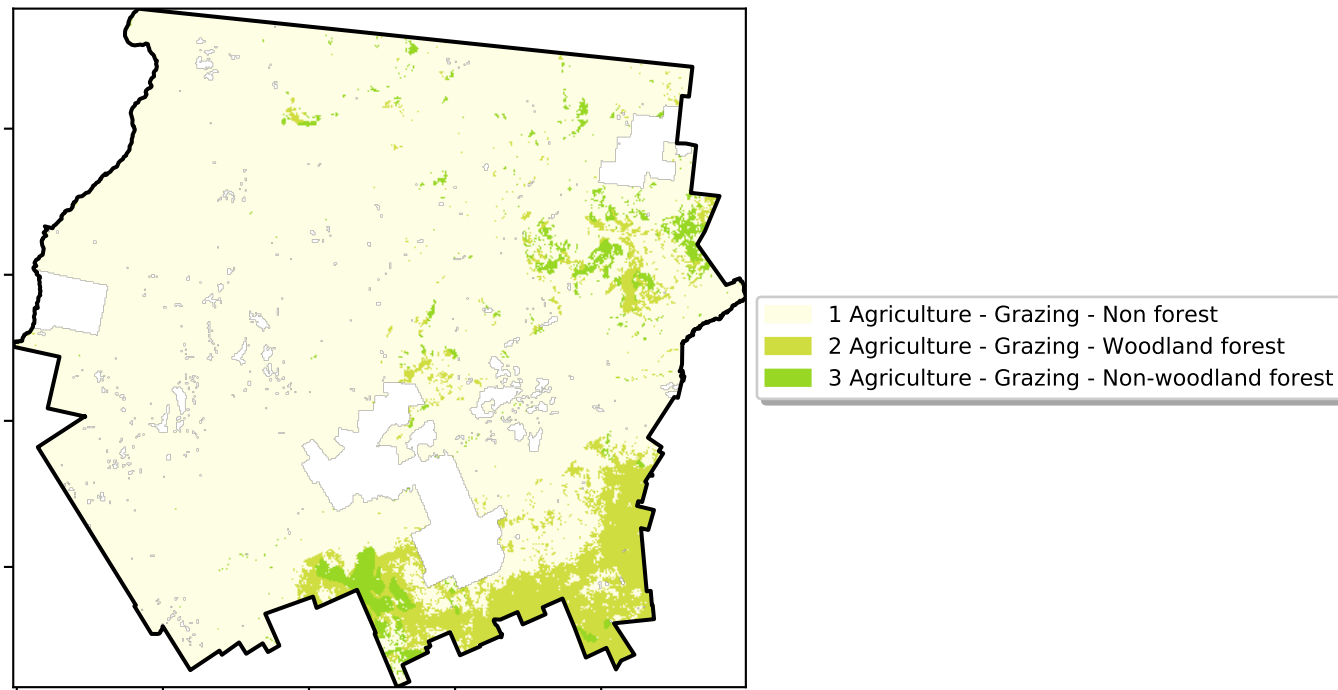 1 Agriculture - Grazing - Non forest
2 Agriculture - Grazing - Woodland forest
3 Agriculture - Grazing - Non-woodland forest